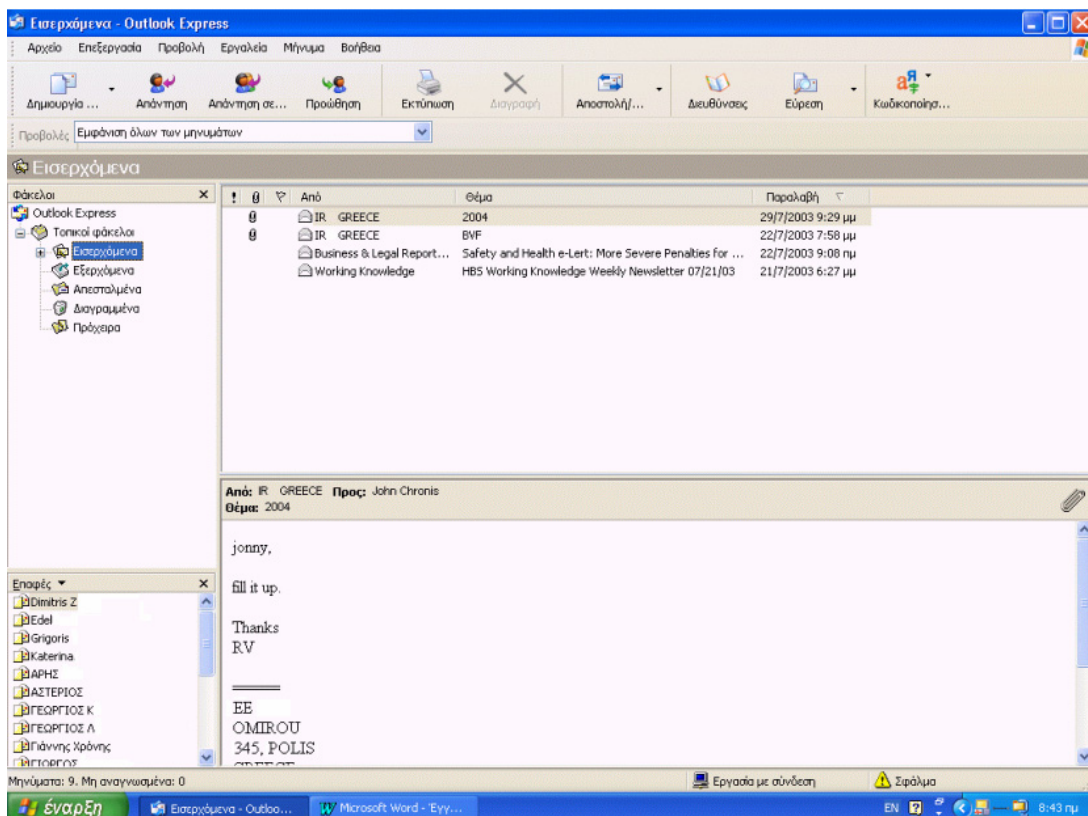 Εισερχόμενα - Outlook Express
Αρχείο Επεξεργασία Προβολή Εργαλεία Μήνυμα Βοήθεια
Δημιουργία ... Απάντηση Απάντηση σε... Προώθηση Εκτύπωση Διαγραφή Αποστολή/... Διευθύνσεις Εύρεση Κωδικοποίησ...
Προβολές Εμφάνιση όλων των μηνυμάτων
Εισερχόμενα
Φάκελοι
Outlook Express
Τοπικοί φάκελοι
Εισερχόμενα
Εξερχόμενα
Απεσταλμένα
Διαγραμμένα
Πρόχειρα
! Από Θέμα Παραλαβή
IR GREECE 2004 29/7/2003 9:29 μμ
IR GREECE BVF 22/7/2003 7:58 μμ
Business & Legal Report... Safety and Health e-Lert: More Severe Penalties for ... 22/7/2003 9:08 πμ
Working Knowledge HBS Working Knowledge Weekly Newsletter 07/21/03 21/7/2003 6:27 μμ
Από: IR GREECE Προς: John Chronis
Θέμα: 2004
jonny,
fill it up.
Thanks
RV
EE
OMIROU
345, POLIS
GREECE
Επαφές
Dimitris Z
Edel
Grigoris
Katerina
ΑΡΗΣ
ΑΣΤΕΡΙΟΣ
ΓΕΩΡΓΙΟΣ Κ
ΓΕΩΡΓΙΟΣ Λ
Γιάννης Χρόνης
ΓΙΩΡΓΟΣ
Μηνύματα: 9. Μη αναγνωσμένα: 0 Εργασία με σύνδεση Σφάλμα
έναρξη Εισερχόμενα - Outloo... Microsoft Word - Έγγ... EN 8:43 πμ